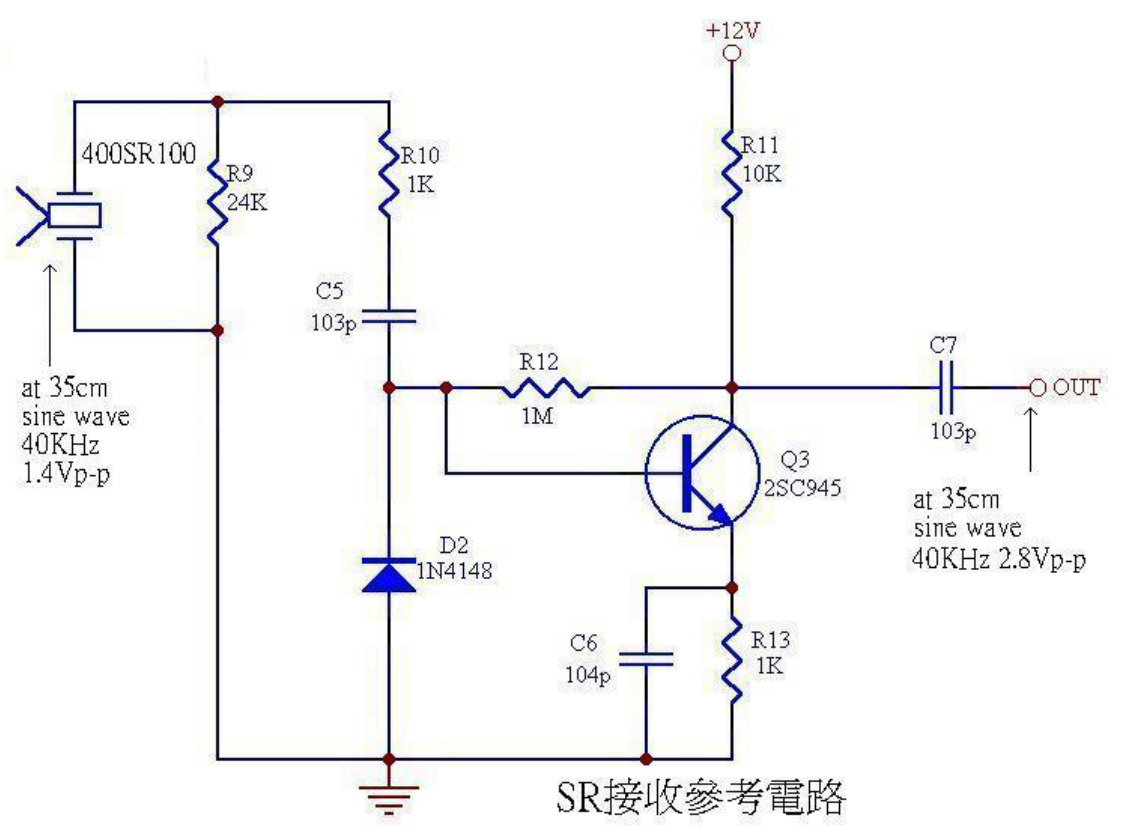 +12V
400SR100
R9
24K
R10
1K
R11
10K
C5
103p
R12
1M
C7
103p
OUT
at 35cm
sine wave
40KHz
1.4Vp-p
Q3
2SC945
at 35cm
sine wave
40KHz 2.8Vp-p
D2
1N4148
C6
104p
R13
1K
SR接收參考電路